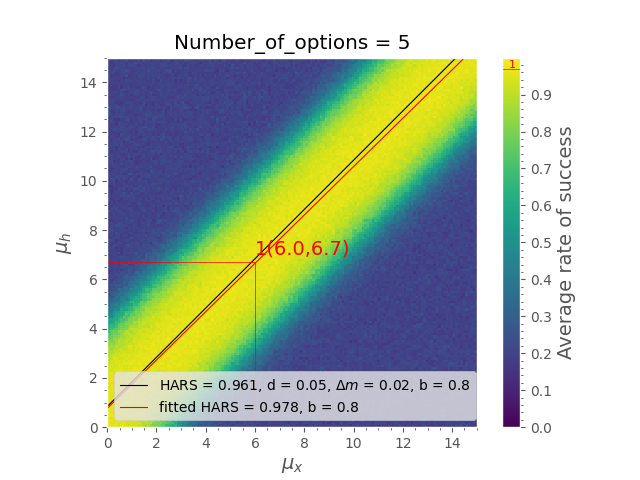 Number_of_options = 5
14
12
10
8
6
4
2
0
μh
1(6.0,6.7)
HARS = 0.961, d = 0.05, Δm = 0.02, b = 0.8
fitted HARS = 0.978, b = 0.8
0 2 4 6 8 10 12 14
μx
1
0.9
0.8
0.7
0.6
0.5
0.4
0.3
0.2
0.1
0.0
Average rate of success